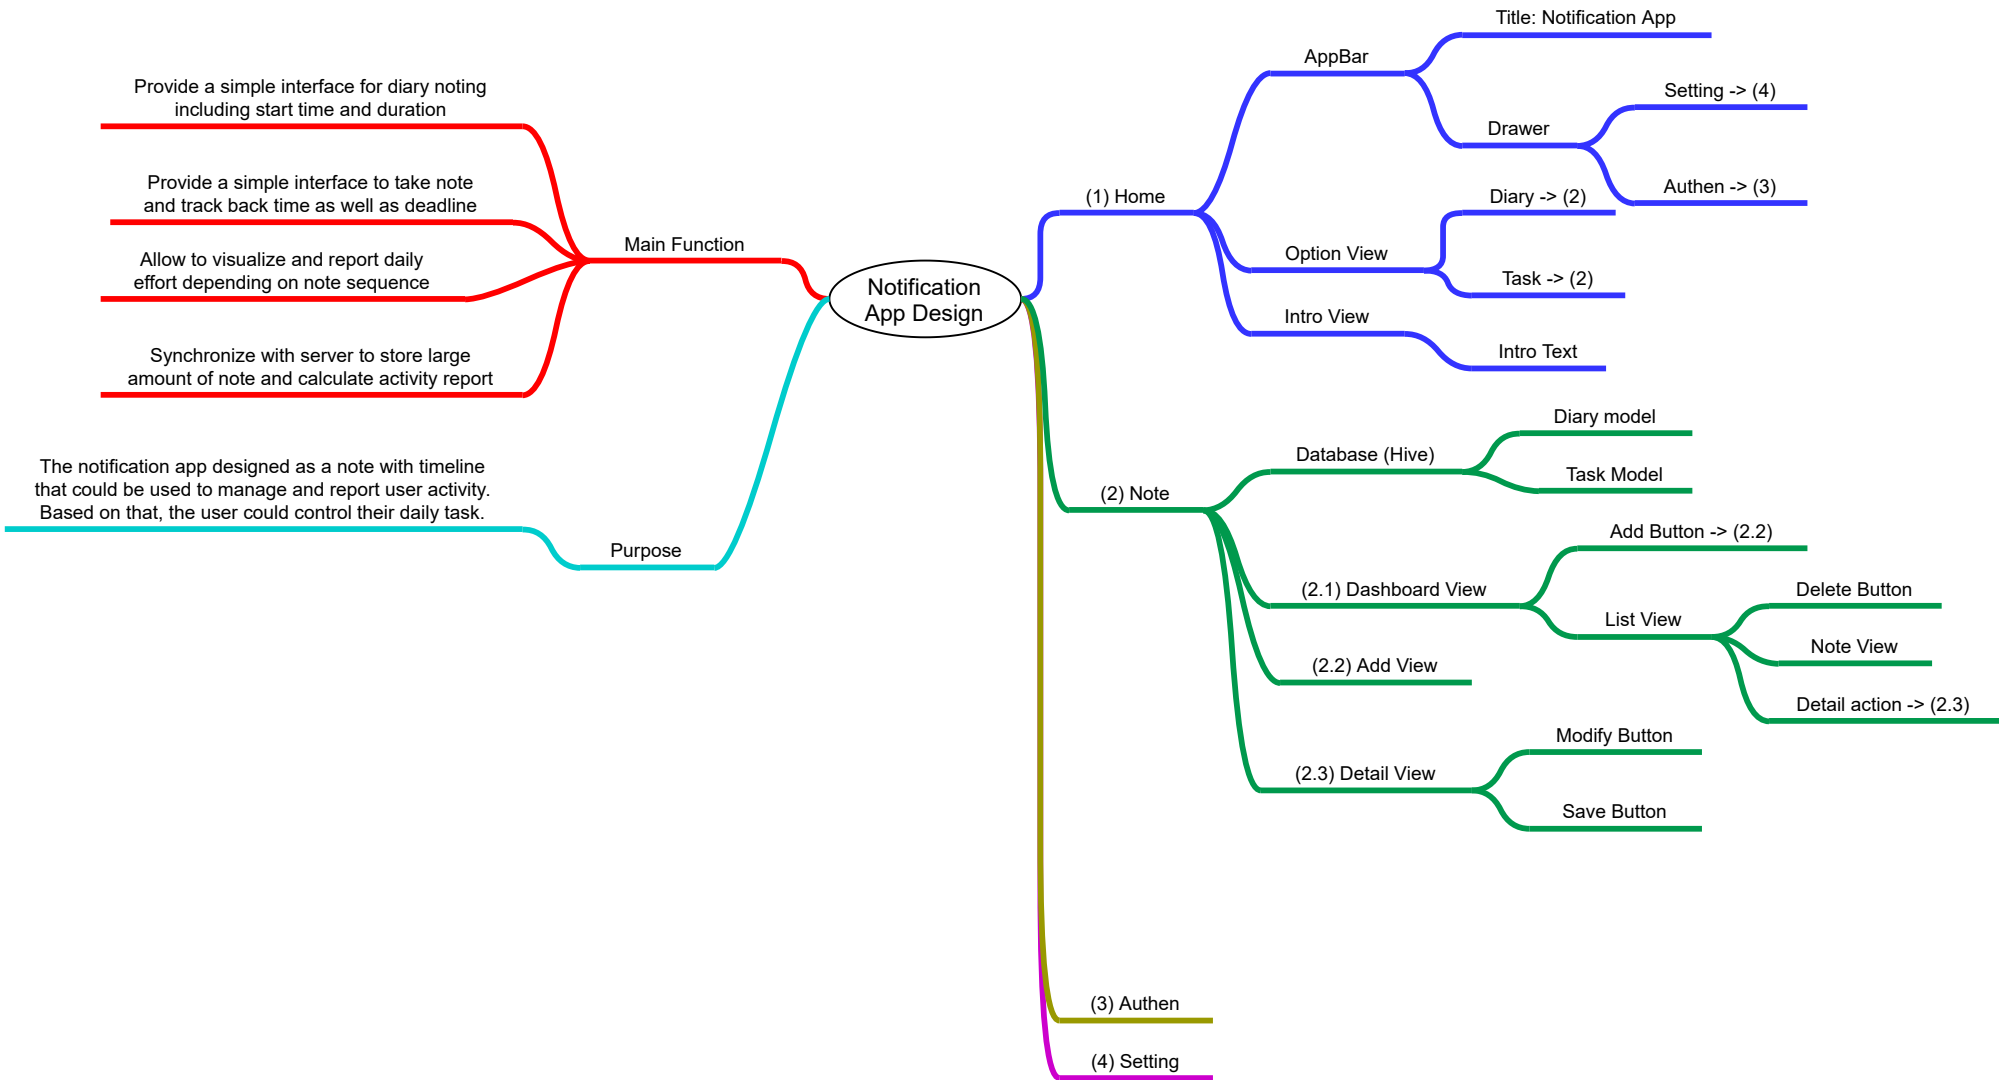 Notification
App Design
Main Function
Provide a simple interface for diary noting
including start time and duration
Provide a simple interface to take note
and track back time as well as deadline
Allow to visualize and report daily
effort depending on note sequence
Synchronize with server to store large
amount of note and calculate activity report
Purpose
The notification app designed as a note with timeline
that could be used to manage and report user activity.
Based on that, the user could control their daily task.
(1) Home
AppBar
Title: Notification App
Drawer
Setting -> (4)
Authen -> (3)
Option View
Diary -> (2)
Task -> (2)
Intro View
Intro Text
(2) Note
Database (Hive)
Diary model
Task Model
(2.1) Dashboard View
Add Button -> (2.2)
List View
Delete Button
Note View
Detail action -> (2.3)
(2.2) Add View
(2.3) Detail View
Modify Button
Save Button
(3) Authen
(4) Setting